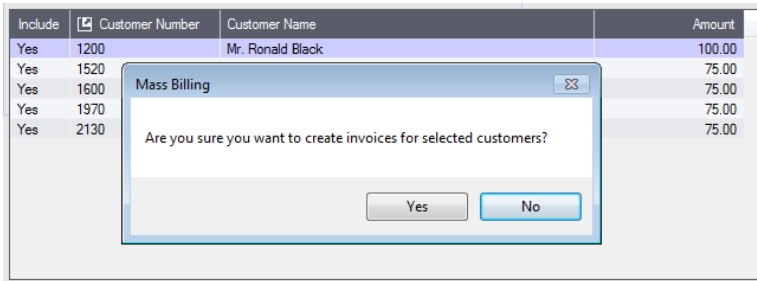 Include Customer Number Customer Name Amount
Yes 1200 Mr. Ronald Black 100.00
Yes 1520 75.00
Yes 1600 75.00
Yes 1970 75.00
Yes 2130 75.00
Mass Billing
Are you sure you want to create invoices for selected customers?
Yes No